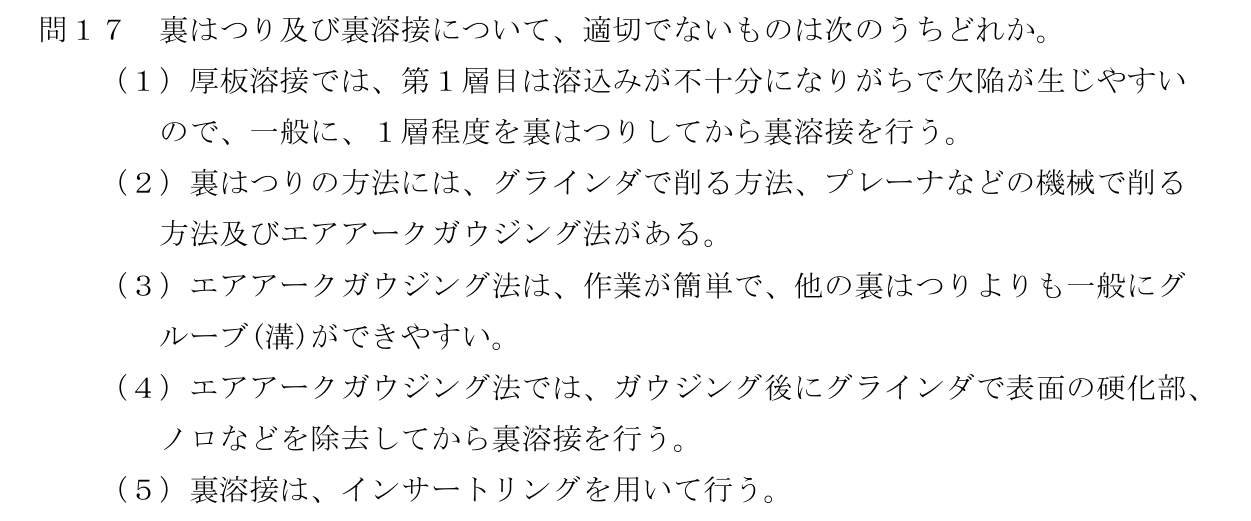 問１７　裏はつり及び裏溶接について、適切でないものは次のうちどれか。
（１）厚板溶接では、第１層目は溶込みが不十分になりがちで欠陥が生じやすい
ので、一般に、１層程度を裏はつりしてから裏溶接を行う。
（２）裏はつりの方法には、グラインダで削る方法、プレーナなどの機械で削る
方法及びエアアークガウジング法がある。
（３）エアアークガウジング法は、作業が簡単で、他の裏はつりよりも一般にグ
ルーブ(溝)ができやすい。
（４）エアアークガウジング法では、ガウジング後にグラインダで表面の硬化部、
ノロなどを除去してから裏溶接を行う。
（５）裏溶接は、インサートリングを用いて行う。